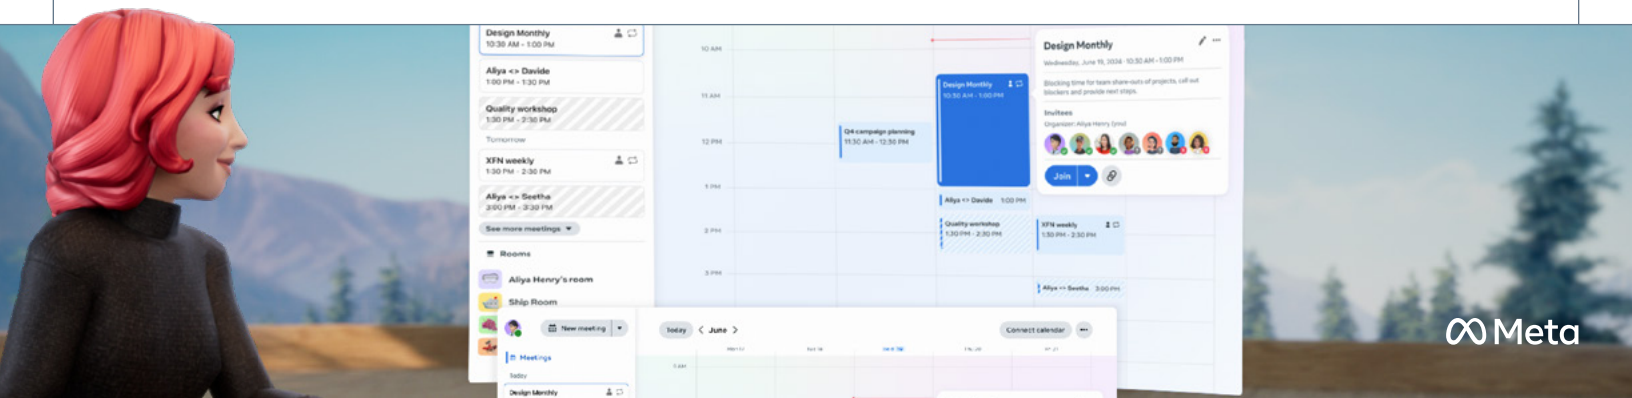 Design Monthly
10:30 AM - 1:00 PM
Aliya <> Davide
1:00 PM - 1:30 PM
Quality workshop
1:30 PM - 2:30 PM
Tomorrow
XFN weekly
1:30 PM - 2:30 PM
Aliya <> Seetha
3:00 PM - 3:30 PM
See more meetings
Rooms
Aliya Henry's room
Ship Room
10 AM
11 AM
12 PM
1 PM
2 PM
3 PM
Q4 campaign planning
11:30 AM - 12:30 PM
Design Monthly
10:30 AM - 1:00 PM
Aliya <> Davide 1:00 PM
Quality workshop
1:30 PM - 2:30 PM
XFN weekly
1:30 PM - 2:30 PM
Aliya <> Seetha 3:00 PM
Design Monthly
Wednesday, June 19, 2024 · 10:30 AM - 1:00 PM
Blocking time for team share-outs of projects, call out
blockers and provide next steps.
Invitees
Organizer: Aliya Henry (you)
Join
New meeting
Meetings
Today
Design Monthly
Today
June
Connect calendar
Meta